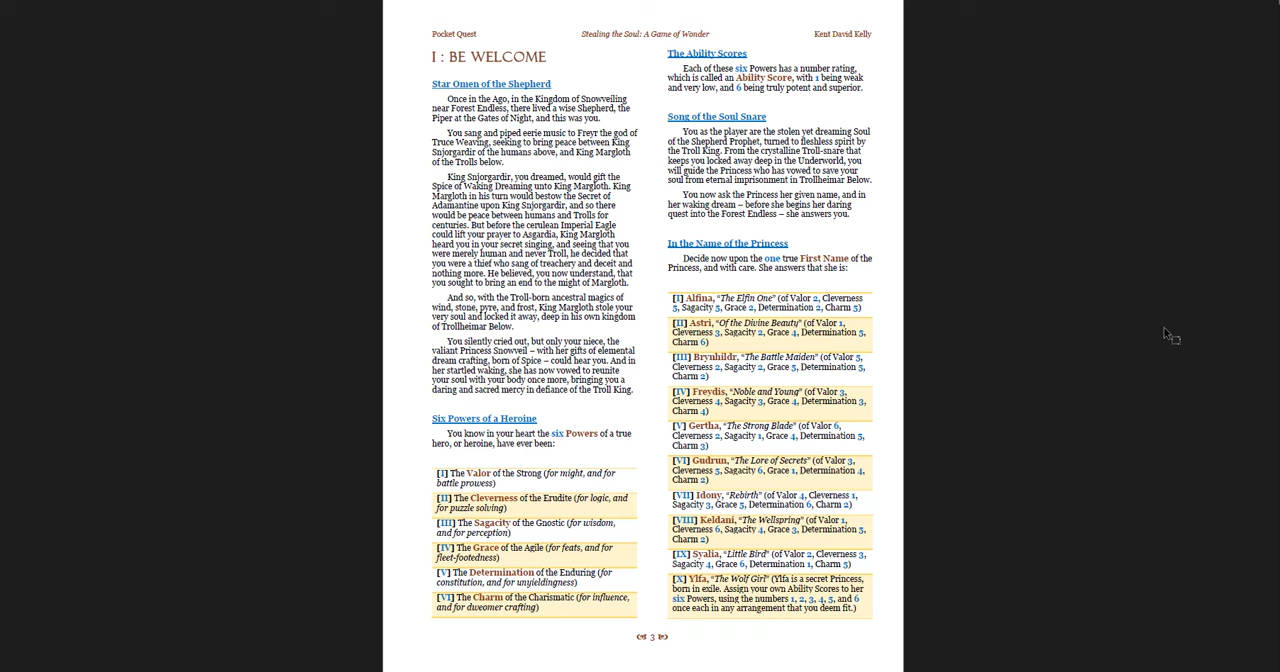 Pocket Quest
Stealing the Soul: A Game of Wonder
Kent David Kelly
I : BE WELCOME
Star Omen of the Shepherd
Once in the Ago, in the Kingdom of Snowveiling
near Forest Endless, there lived a wise Shepherd, the
Piper at the Gates of Night, and this was you.
You sang and piped eerie music to Freyr the god of
Truce Weaving, seeking to bring peace between King
Snjorgardir of the humans above, and King Margloth
of the Trolls below.
King Snjorgardir, you dreamed, would gift the
Spice of Waking Dreaming unto King Margloth. King
Margloth in his turn would bestow the Secret of
Adamantine upon King Snjorgardir, and so there
would be peace between humans and Trolls for
centuries. But before the cerulean Imperial Eagle
could lift your prayer to Asgardia, King Margloth
heard you in your secret singing, and seeing that you
were merely human and never Troll, he decided that
you were a thief who sang of treachery and deceit and
nothing more. He believed, you now understand, that
you sought to bring an end to the might of Margloth.
And so, with the Troll-born ancestral magics of
wind, stone, pyre, and frost, King Margloth stole your
very soul and locked it away, deep in his own kingdom
of Trollheimar Below.
You silently cried out, but only your niece, the
valiant Princess Snowveil – with her gifts of elemental
dream crafting, born of Spice – could hear you. And in
her startled waking, she has now vowed to reunite
your soul with your body once more, bringing you a
daring and sacred mercy in defiance of the Troll King.
Six Powers of a Heroine
You know in your heart the six Powers of a true
hero, or heroine, have ever been:
[I] The Valor of the Strong (for might, and for
battle prowess)
[II] The Cleverness of the Erudite (for logic, and
for puzzle solving)
[III] The Sagacity of the Gnostic (for wisdom,
and for perception)
[IV] The Grace of the Agile (for feats, and for
fleet-footedness)
[V] The Determination of the Enduring (for
constitution, and for unyieldingness)
[VI] The Charm of the Charismatic (for influence,
and for dweomer crafting)
The Ability Scores
Each of these six Powers has a number rating,
which is called an Ability Score, with 1 being weak
and very low, and 6 being truly potent and superior.
Song of the Soul Snare
You as the player are the stolen yet dreaming Soul
of the Shepherd Prophet, turned to fleshless spirit by
the Troll King. From the crystalline Troll-snare that
keeps you locked away deep in the Underworld, you
will guide the Princess who has vowed to save your
soul from eternal imprisonment in Trollheimar Below.
You now ask the Princess her given name, and in
her waking dream – before she begins her daring
quest into the Forest Endless – she answers you.
In the Name of the Princess
Decide now upon the one true First Name of the
Princess, and with care. She answers that she is:
[I] Alfina, “The Elfin One” (of Valor 2, Cleverness
5, Sagacity 5, Grace 2, Determination 2, Charm 5)
[II] Astri, “Of the Divine Beauty” (of Valor 1,
Cleverness 3, Sagacity 2, Grace 4, Determination 5,
Charm 6)
[III] Brynhildr, “The Battle Maiden” (of Valor 5,
Cleverness 2, Sagacity 2, Grace 5, Determination 5,
Charm 2)
[IV] Freydis, “Noble and Young” (of Valor 3,
Cleverness 4, Sagacity 3, Grace 4, Determination 3,
Charm 4)
[V] Gertha, “The Strong Blade” (of Valor 6,
Cleverness 2, Sagacity 1, Grace 4, Determination 5,
Charm 3)
[VI] Gudrun, “The Lore of Secrets” (of Valor 3,
Cleverness 5, Sagacity 6, Grace 1, Determination 4,
Charm 2)
[VII] Idony, “Rebirth” (of Valor 4, Cleverness 1,
Sagacity 3, Grace 5, Determination 6, Charm 2)
[VIII] Keldani, “The Wellspring” (of Valor 1,
Cleverness 6, Sagacity 4, Grace 3, Determination 5,
Charm 2)
[IX] Syalia, “Little Bird” (of Valor 2, Cleverness 3,
Sagacity 4, Grace 6, Determination 1, Charm 5)
[X] Ylfa, “The Wolf Girl” (Ylfa is a secret Princess,
born in exile. Assign your own Ability Scores to her
six Powers, using the numbers 1, 2, 3, 4, 5, and 6
once each in any arrangement that you deem fit.)
3